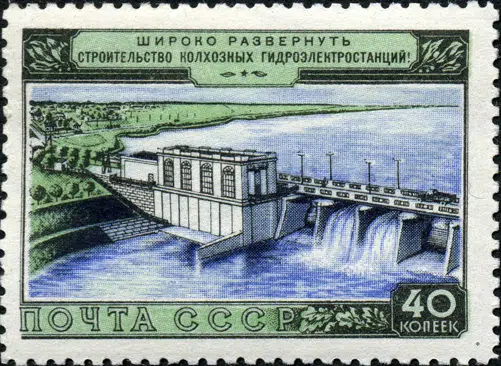 ШИРОКО РАЗВЕРНУТЬ
СТРОИТЕЛЬСТВО КОЛХОЗНЫХ ГИДРОЭЛЕКТРОСТАНЦИЙ!
ПОЧТА СССР
40
КОПЕЕК